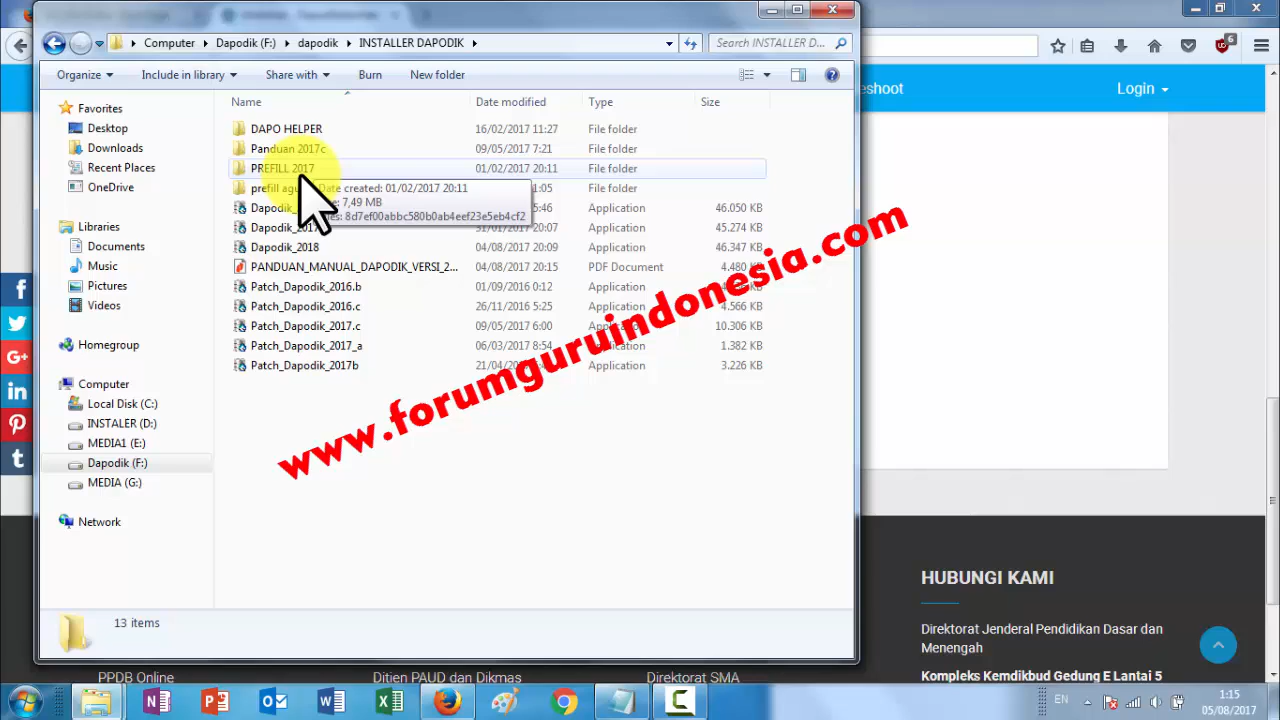 Computer Dapodik (F:) dapodik INSTALLER DAPODIK
Search INSTALLER D...
6
Organize Include in library Share with Burn New folder
Name Date modified Type Size
eshoot
Login
Favorites
Desktop
Downloads
Recent Places
OneDrive
Libraries
Documents
Music
Pictures
Videos
Homegroup
Computer
Local Disk (C:)
INSTALER (D:)
MEDIA1 (E:)
Dapodik (F:)
MEDIA (G:)
Network
DAPO HELPER 16/02/2017 11:27 File folder
Panduan 2017c 09/05/2017 7:21 File folder
PREFILL 2017 01/02/2017 20:11 File folder
prefill Date created: 01/02/2017 20:11 1:05 File folder
7,49 MB
8d7ef00abbc580b0ab4eef23e5eb4cf2
5:46 Application 46.050 KB
20:07 Application 45.274 KB
Dapodik_2018 04/08/2017 20:09 Application 46.347 KB
PANDUAN_MANUAL_DAPODIK_VERSI_2... 04/08/2017 20:15 PDF Document 4.480 KB
Patch_Dapodik_2016.b 01/09/2016 0:12 Application KB
Patch_Dapodik_2016.c 26/11/2016 5:25 Application 4.566 KB
Patch_Dapodik_2017.c 09/05/2017 6:00 10.306 KB
Patch_Dapodik_2017_a 06/03/2017 8:54 Application 1.382 KB
Patch_Dapodik_2017b Application 3.226 KB
www.forumguruindonesia.com
13 items
HUBUNGI KAMI
Direktorat Jenderal Pendidikan Dasar dan
Menengah
Kompleks Kemdikbud Gedung E Lantai 5
PPDB Online Ditjen PAUD dan Dikmas Direktorat SMA
EN
1:15
05/08/2017